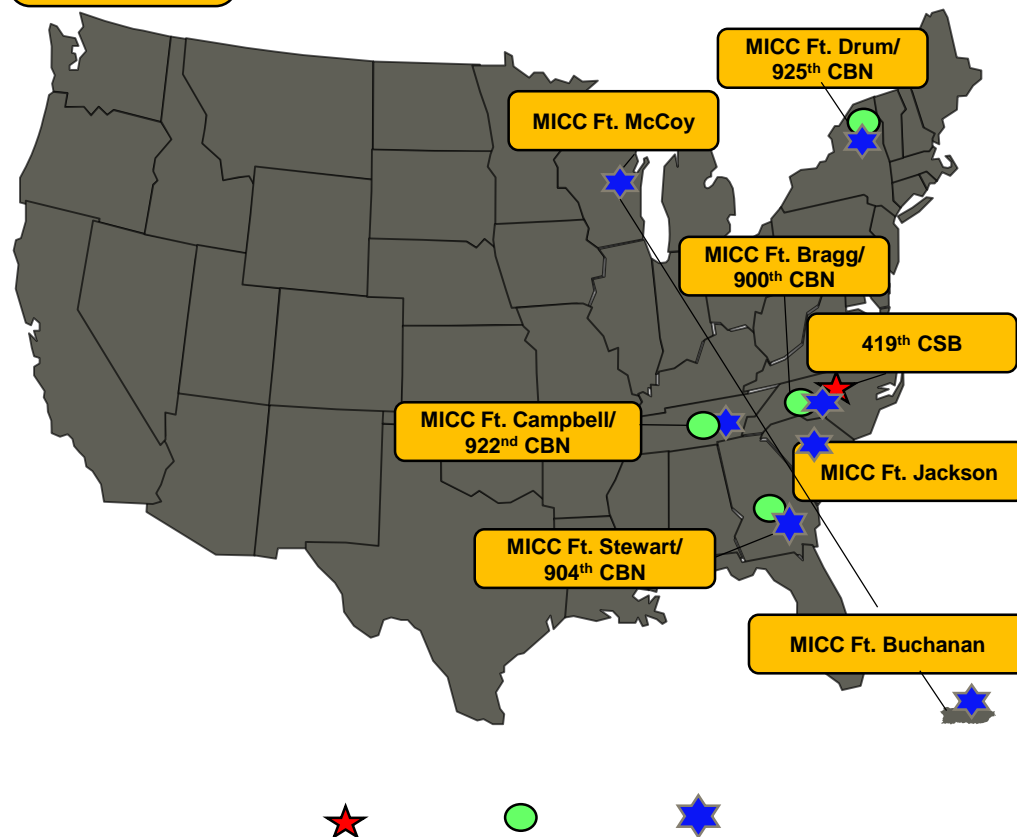 MICC Ft. Drum/
925th CBN
MICC Ft. McCoy
MICC Ft. Bragg/
900th CBN
419th CSB
MICC Ft. Campbell/
922nd CBN
MICC Ft. Jackson
MICC Ft. Stewart/
904th CBN
MICC Ft. Buchanan